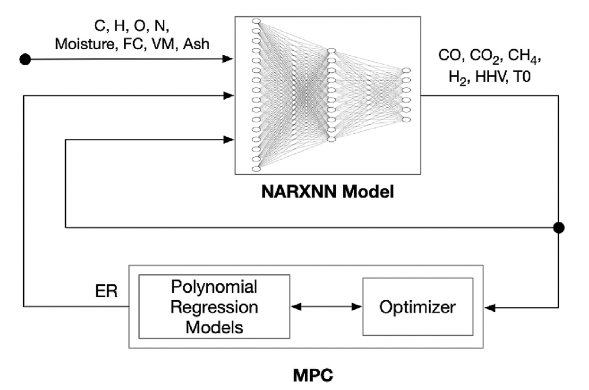 C, H, O, N,
Moisture, FC, VM, Ash
CO, CO₂, CH₄,
H₂, HHV, T0
NARXNN Model
ER
Polynomial
Regression
Models
Optimizer
MPC